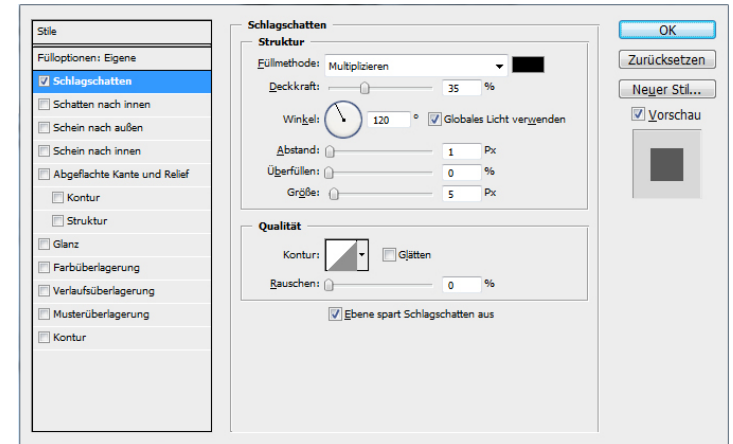 Stile
Fülloptionen: Eigene
Schlagschatten
Schatten nach innen
Schein nach außen
Schein nach innen
Abgeflachte Kante und Relief
Kontur
Struktur
Glanz
Farbüberlagerung
Verlaufsüberlagerung
Musterüberlagerung
Kontur
Schlagschatten
Struktur
Füllmethode: Multiplizieren
Deckkraft: 35 %
Winkel: 120 ° Globales Licht verwenden
Abstand: 1 Px
Überfüllen: 0 %
Größe: 5 Px
Qualität
Kontur: Glätten
Rauschen: 0 %
Ebene spart Schlagschatten aus
OK
Zurücksetzen
Neuer Stil...
Vorschau